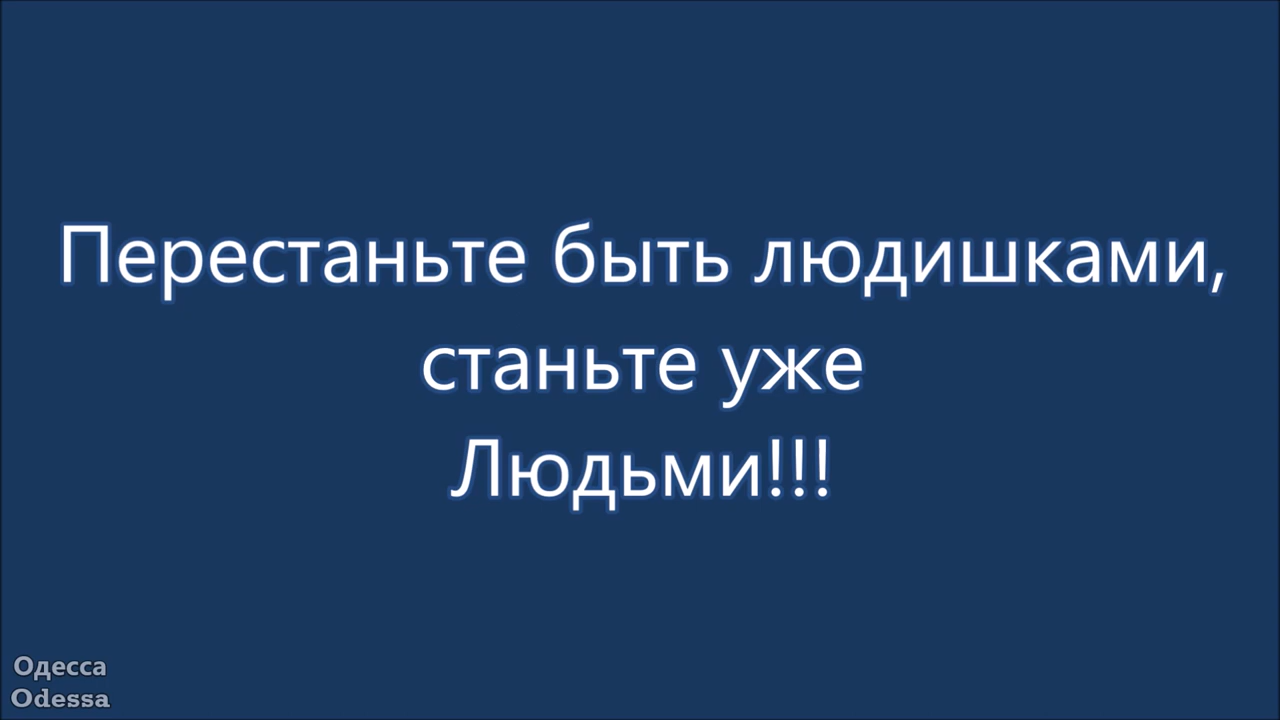 Перестаньте быть людишками,
станьте уже
Людьми!!!
Одесса
Odessa